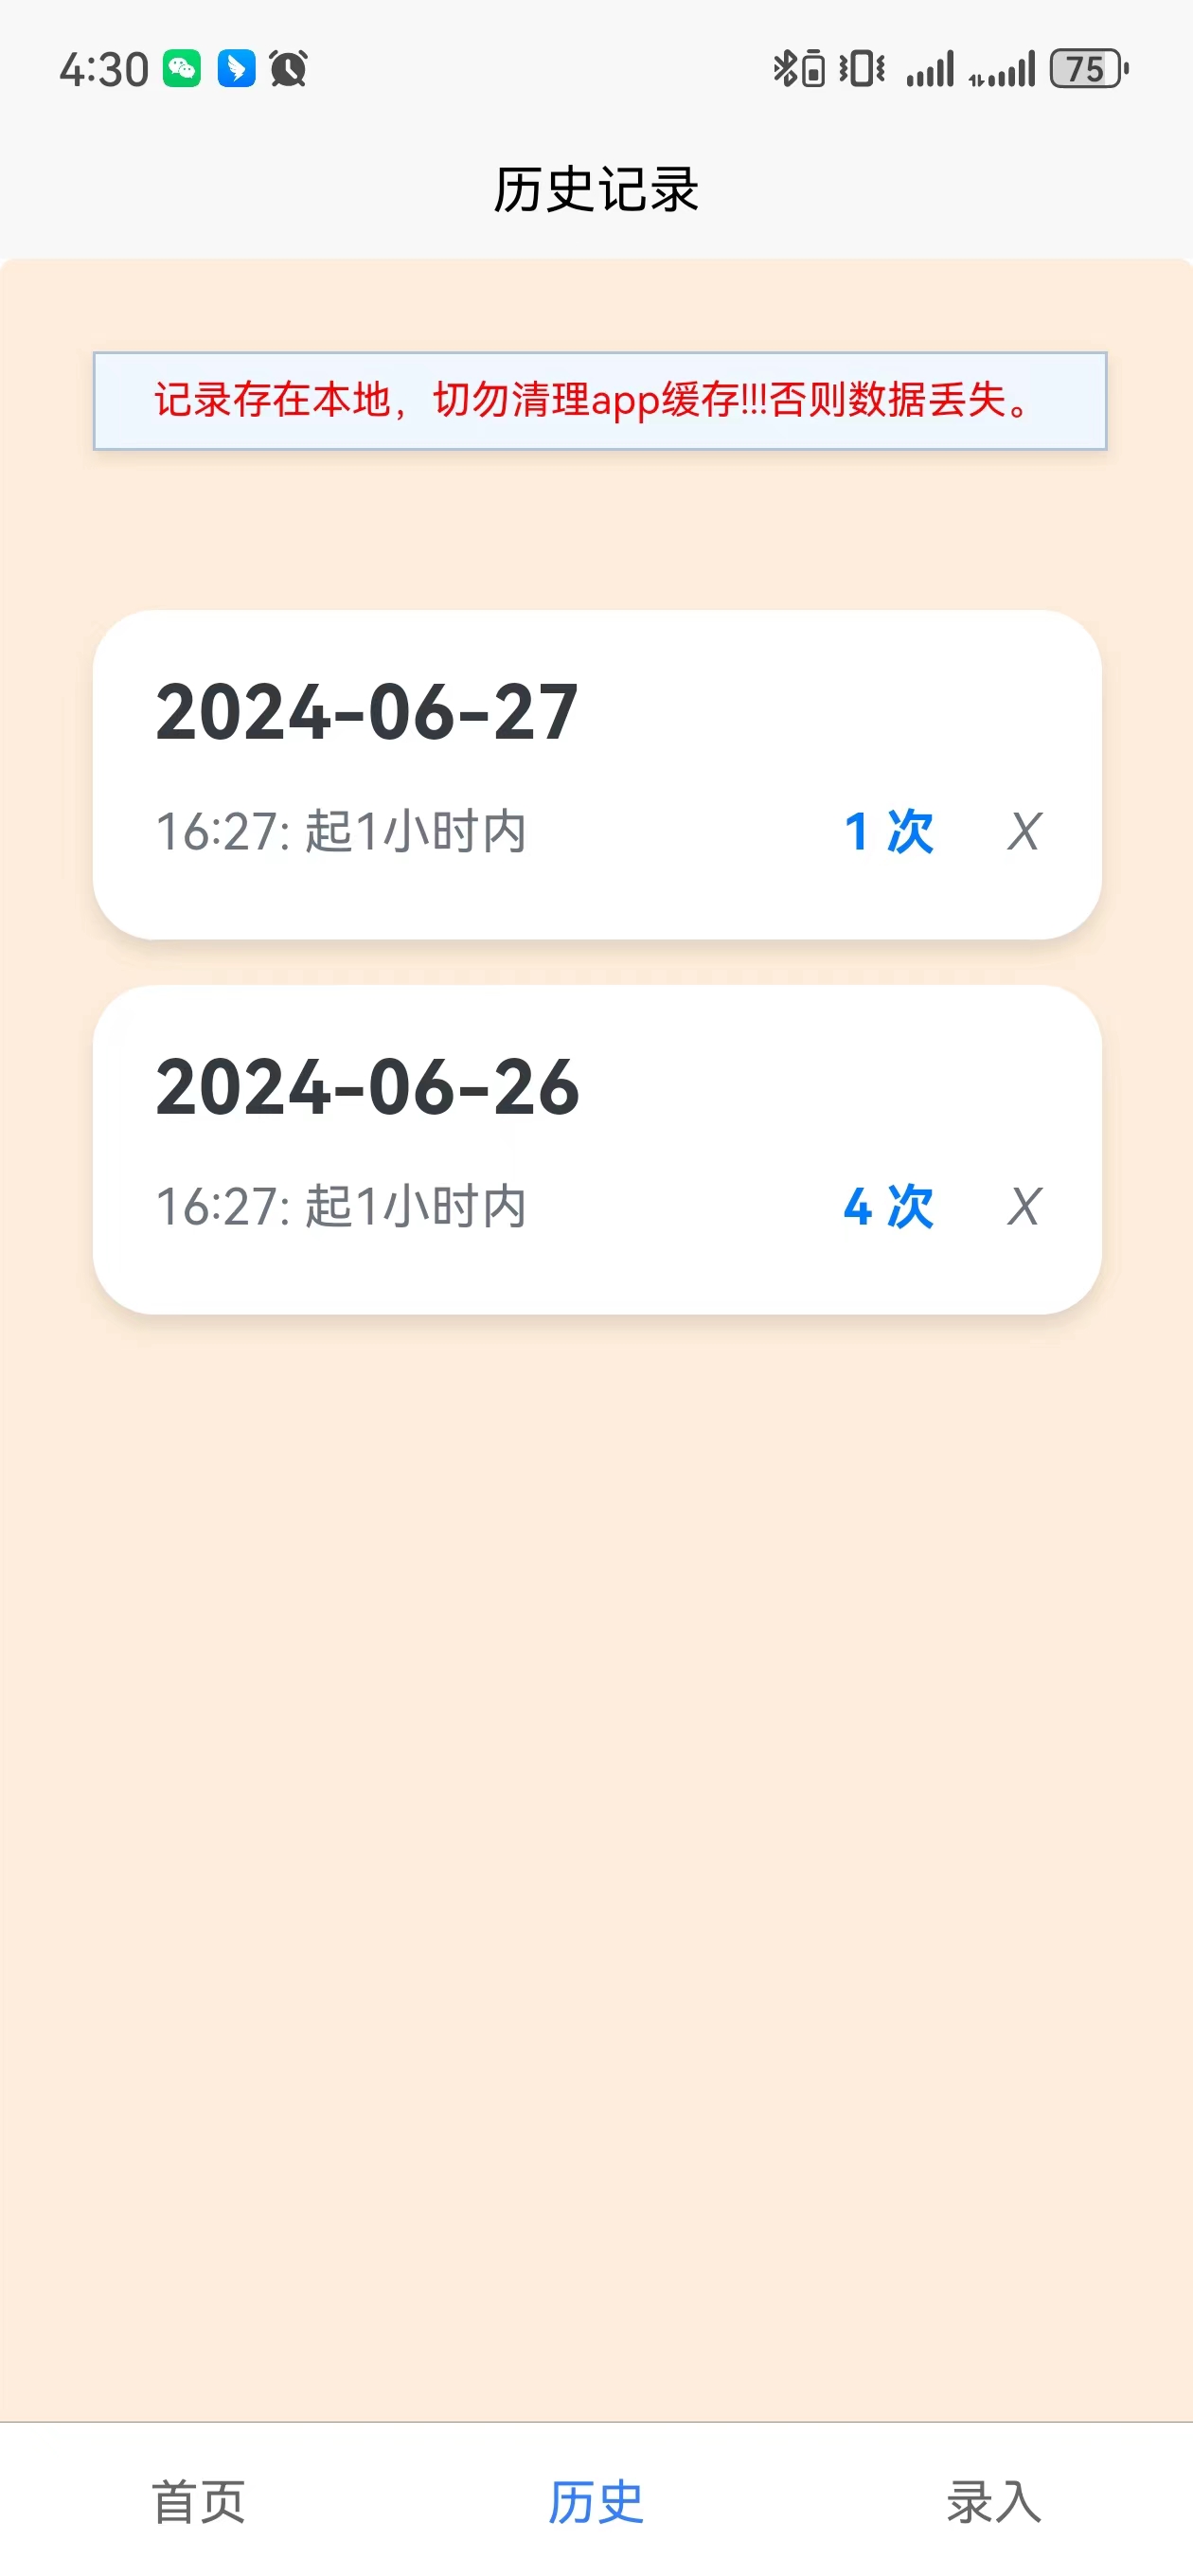 4:30
75
历史记录
记录存在本地，切勿清理app缓存!!!否则数据丢失。
2024-06-27
16:27: 起1小时内 1 次 X
2024-06-26
16:27: 起1小时内 4 次 X
首页 历史 录入